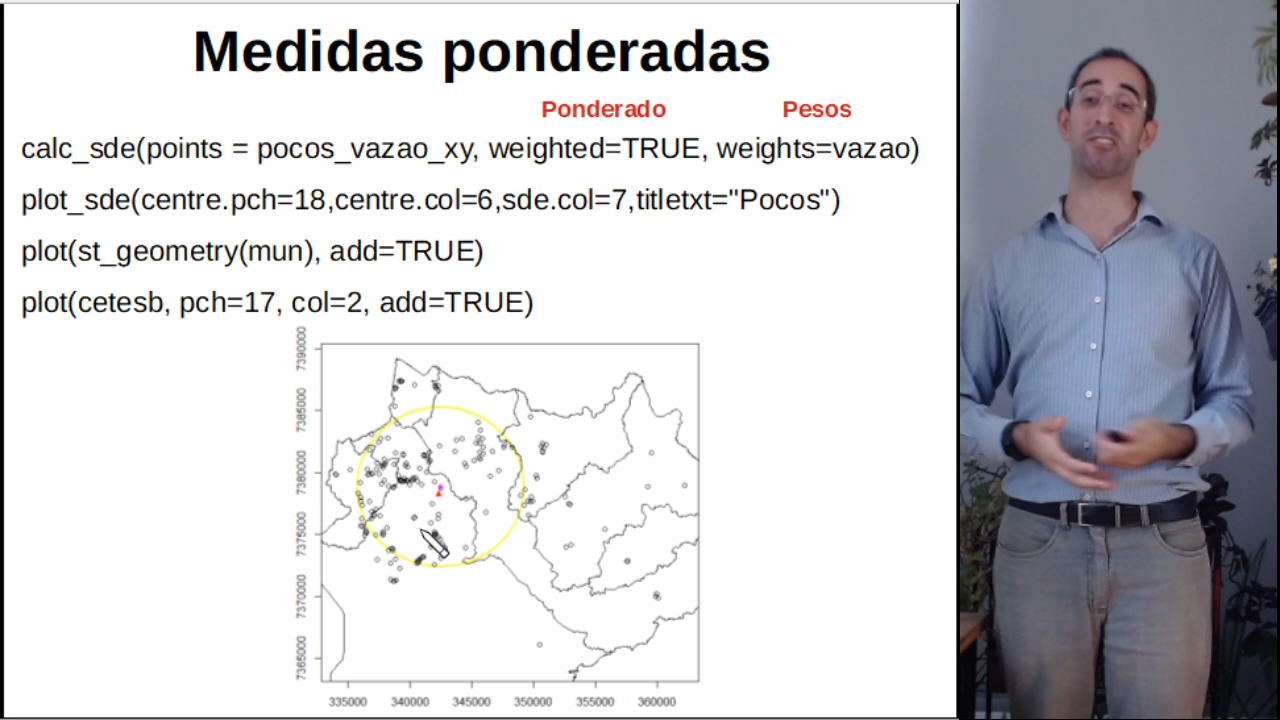 Medidas ponderadas
Ponderado Pesos
calc_sde(points = pocos_vazao_xy, weighted=TRUE, weights=vazao)
plot_sde(centre.pch=18,centre.col=6,sde.col=7,titletxt="Pocos")
plot(st_geometry(mun), add=TRUE)
plot(cetesb, pch=17, col=2, add=TRUE)
7390000
7385000
7380000
7375000
7370000
7365000
335000 340000 345000 350000 355000 360000